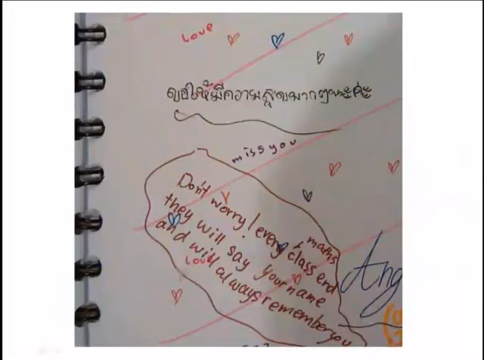 Love
ขอให้มีความสุขมากๆนะคะ
miss you
Don't worry! every maths class end
they will say your name
and will always remember you
Love
Ang